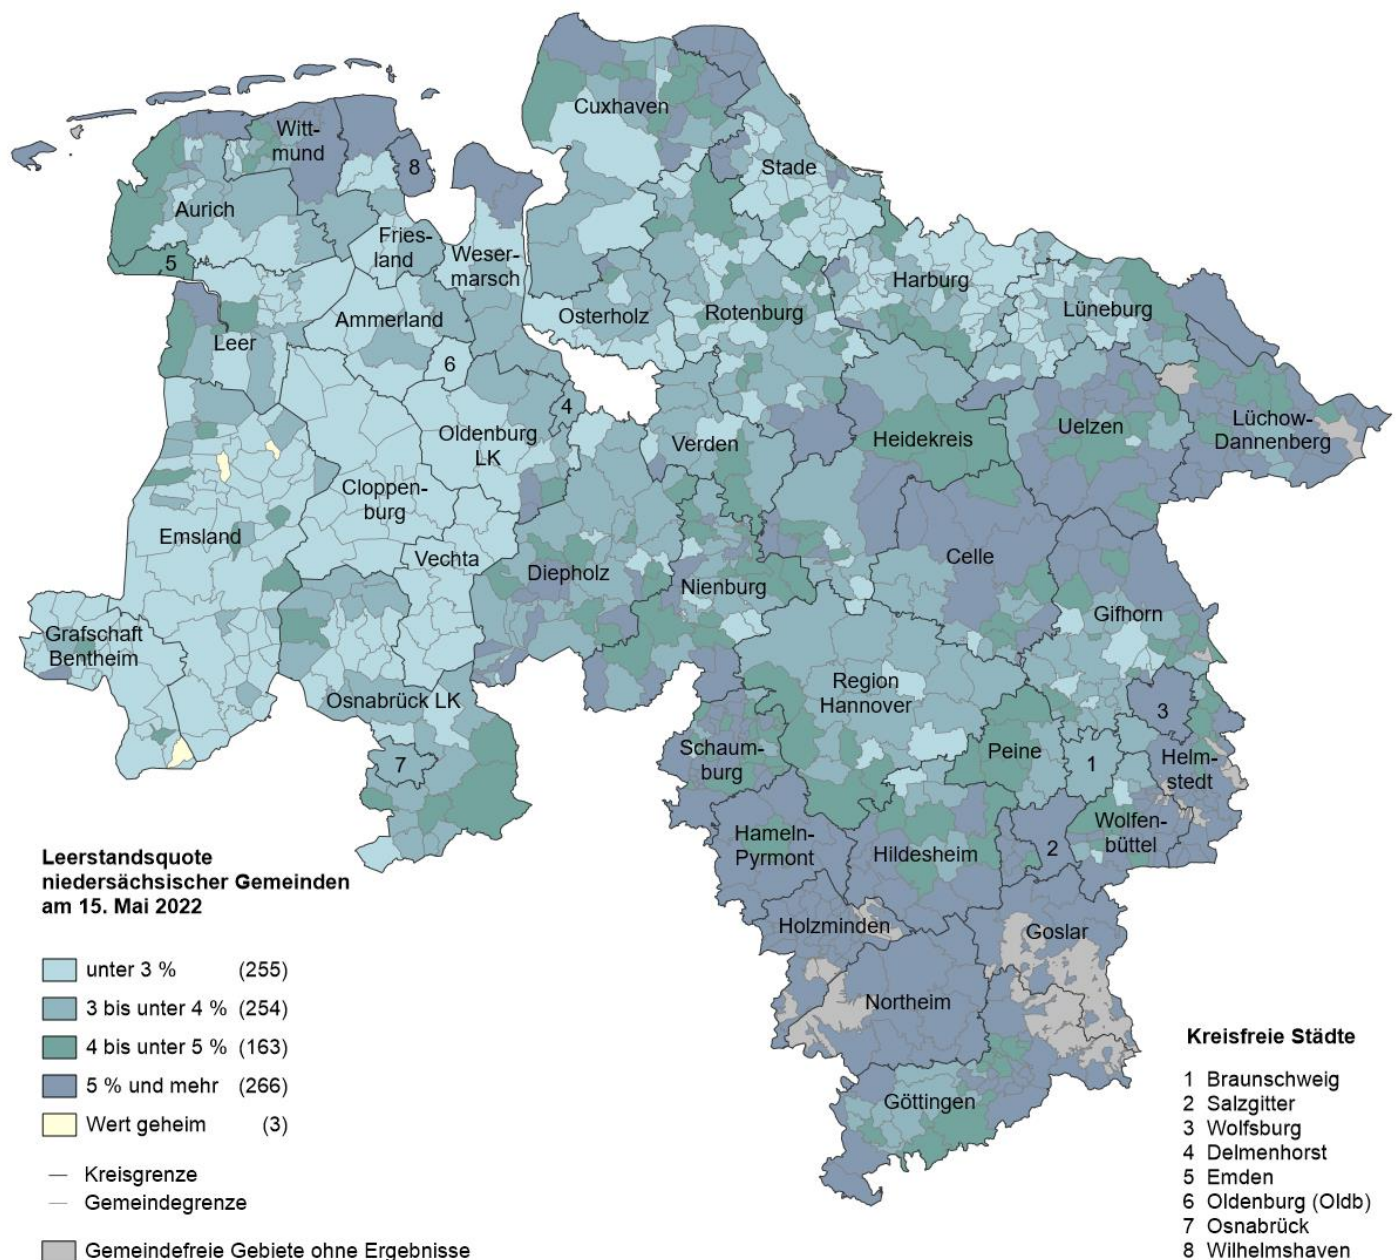 Cuxhaven
Witt-
mund
8
Stade
Aurich
Fries-
land
Weser-
marsch
5
Harburg
Ammerland
Osterholz
Rotenburg
Lüneburg
Leer
6
4
Oldenburg
LK
Verden
Heidekreis
Uelzen
Lüchow-
Dannenberg
Cloppen-
burg
Emsland
Vechta
Diepholz
Nienburg
Celle
Gifhorn
Grafschaft
Bentheim
Osnabrück LK
Region
Hannover
3
7
Schaum-
burg
Peine
1
Helm-
stedt
Hameln-
Pyrmont
Hildesheim
2
Wolfen-
büttel
Holzminden
Goslar
Northeim
Göttingen
Leerstandsquote
niedersächsischer Gemeinden
am 15. Mai 2022
unter 3 % (255)
3 bis unter 4 % (254)
4 bis unter 5 % (163)
5 % und mehr (266)
Wert geheim (3)
Kreisgrenze
Gemeindegrenze
Gemeindefreie Gebiete ohne Ergebnisse
Kreisfreie Städte
1 Braunschweig
2 Salzgitter
3 Wolfsburg
4 Delmenhorst
5 Emden
6 Oldenburg (Oldb)
7 Osnabrück
8 Wilhelmshaven